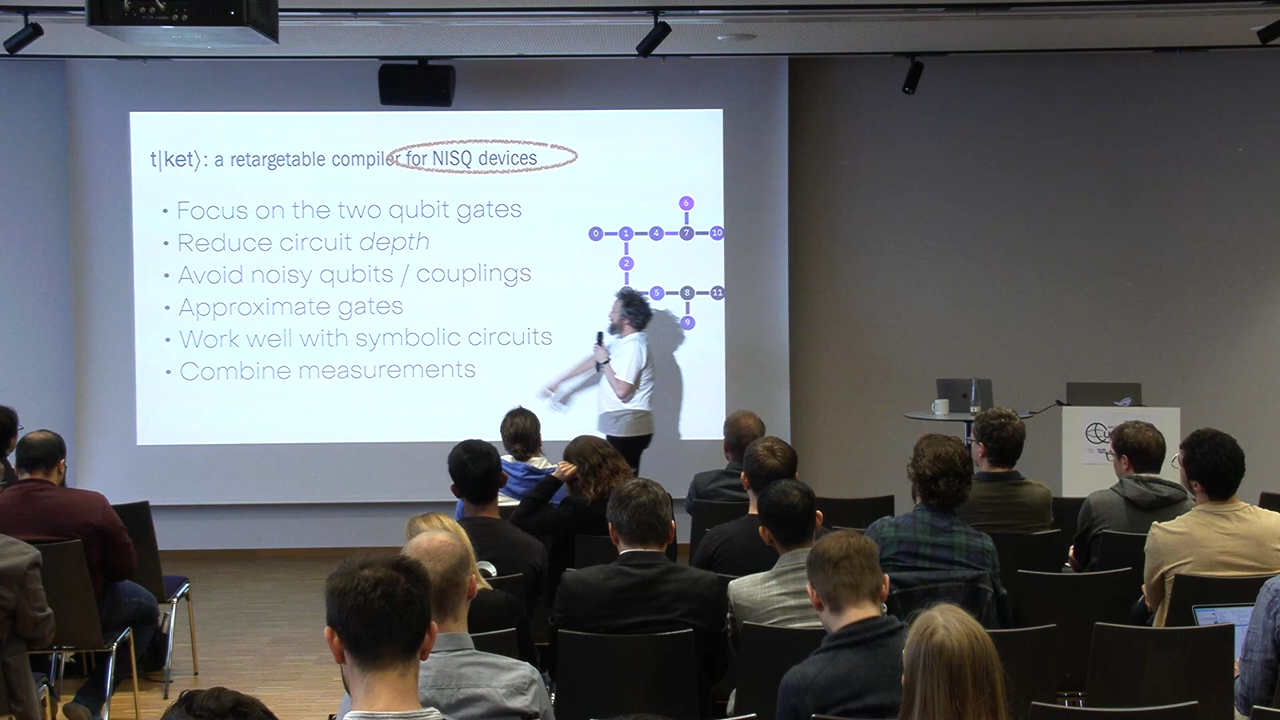 t|ket⟩: a retargetable compiler for NISQ devices
• Focus on the two qubit gates
• Reduce circuit depth
• Avoid noisy qubits / couplings
• Approximate gates
• Work well with symbolic circuits
• Combine measurements
6
0 1 4 7 10
2
5 8 11
9